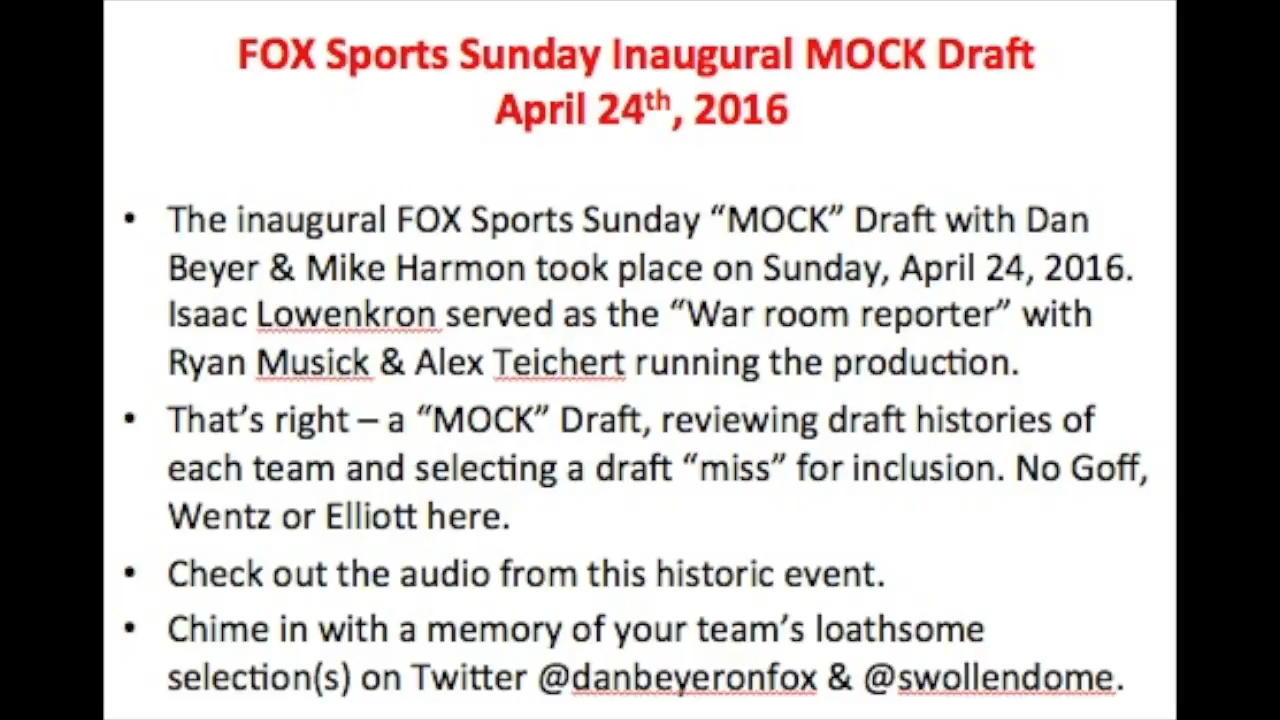 FOX Sports Sunday Inaugural MOCK Draft
April 24th, 2016
• The inaugural FOX Sports Sunday “MOCK” Draft with Dan
Beyer & Mike Harmon took place on Sunday, April 24, 2016.
Isaac Lowenkron served as the “War room reporter” with
Ryan Musick & Alex Teichert running the production.
• That’s right – a “MOCK” Draft, reviewing draft histories of
each team and selecting a draft “miss” for inclusion. No Goff,
Wentz or Elliott here.
• Check out the audio from this historic event.
• Chime in with a memory of your team’s loathsome
selection(s) on Twitter @danbeyeronfox & @swollendome.